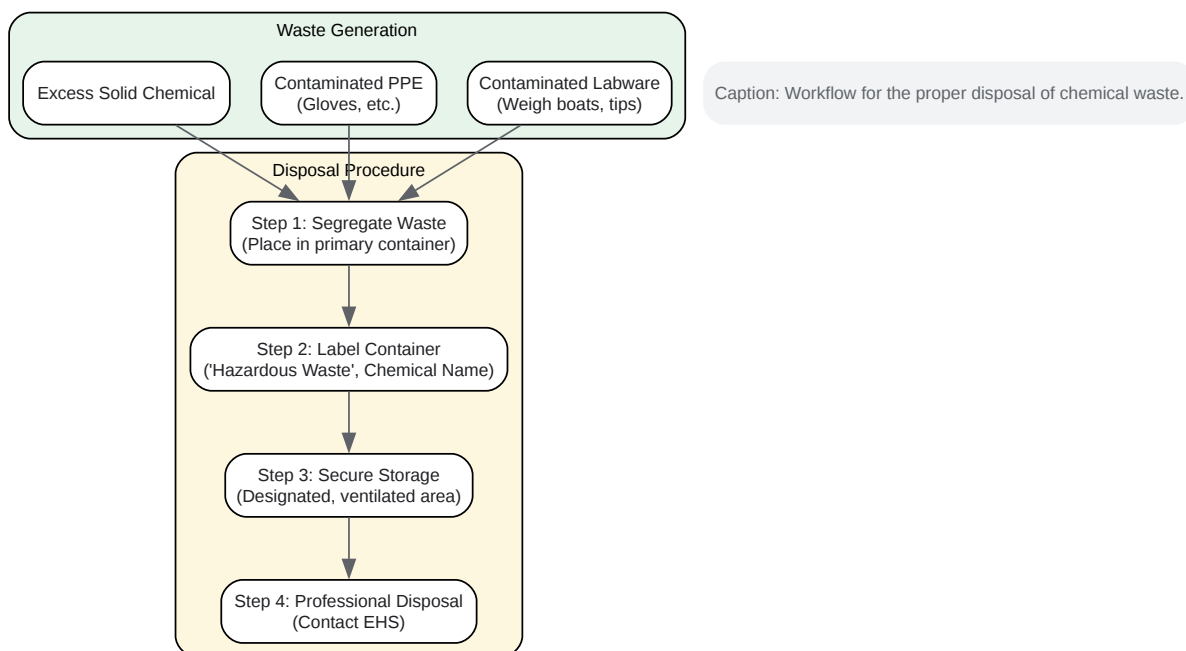 Waste Generation
Excess Solid Chemical
Contaminated PPE
(Gloves, etc.)
Contaminated Labware
(Weigh boats, tips)
Caption: Workflow for the proper disposal of chemical waste.
Disposal Procedure
Step 1: Segregate Waste
(Place in primary container)
Step 2: Label Container
('Hazardous Waste', Chemical Name)
Step 3: Secure Storage
(Designated, ventilated area)
Step 4: Professional Disposal
(Contact EHS)